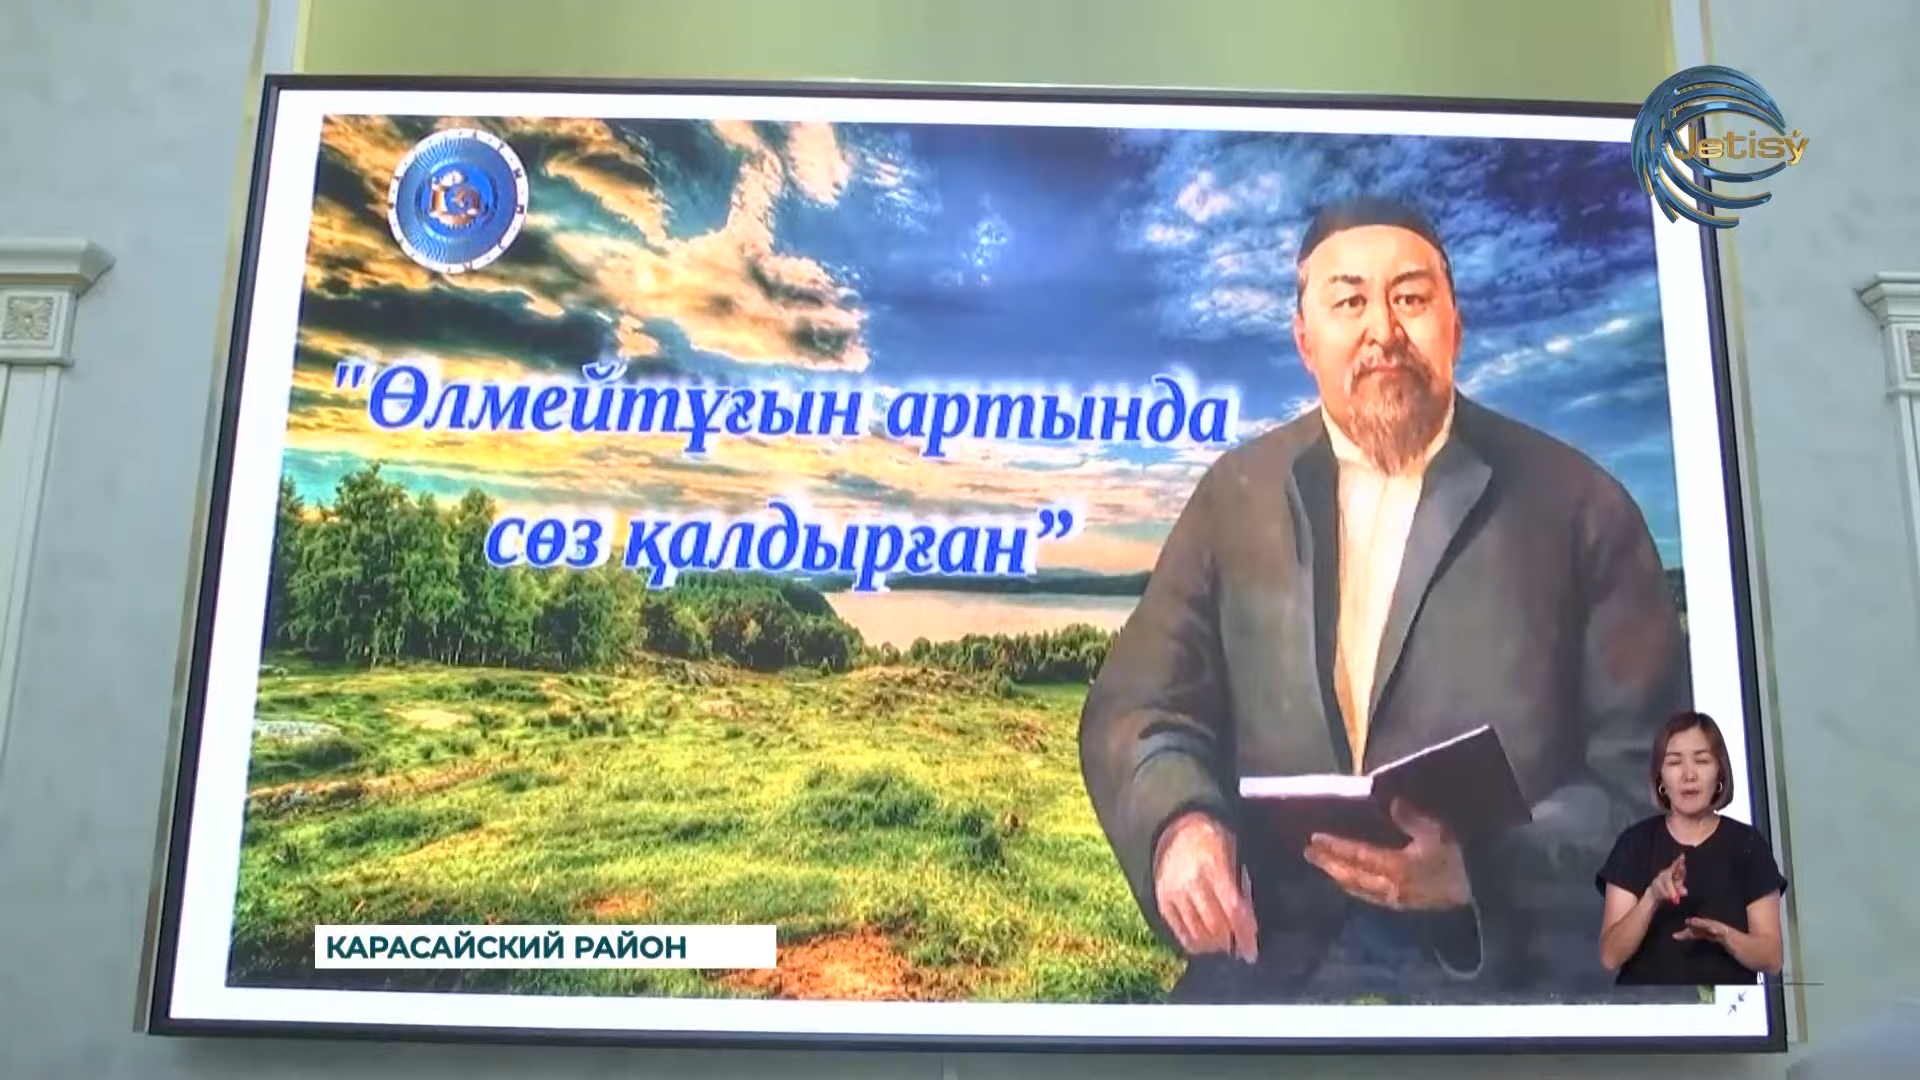 Jetisý
"Өлмейтұғын артында
сөз қалдырған”
КАРАСАЙСКИЙ РАЙОН